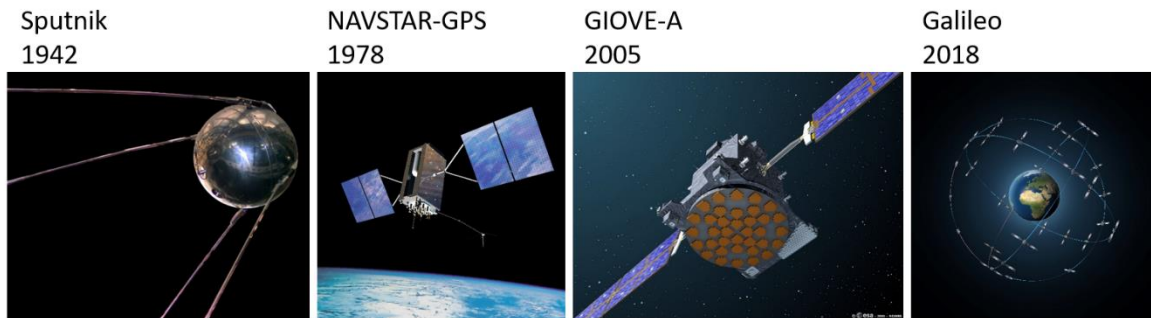 Sputnik
1942
NAVSTAR-GPS
1978
GIOVE-A
2005
Galileo
2018